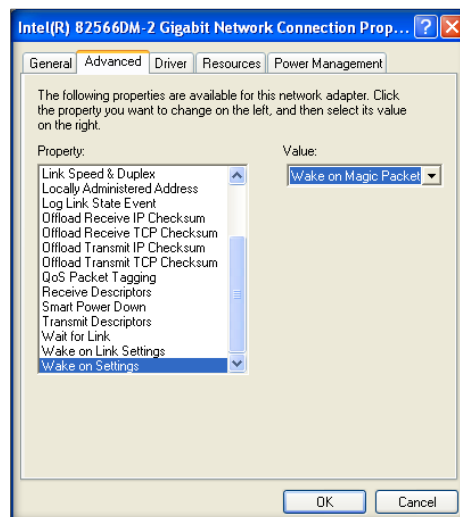 Intel(R) 82566DM-2 Gigabit Network Connection Prop...
General Advanced Driver Resources Power Management
The following properties are available for this network adapter. Click
the property you want to change on the left, and then select its value
on the right.
Property:
Value:
Link Speed & Duplex
Locally Administered Address
Log Link State Event
Offload Receive IP Checksum
Offload Receive TCP Checksum
Offload Transmit IP Checksum
Offload Transmit TCP Checksum
QoS Packet Tagging
Receive Descriptors
Smart Power Down
Transmit Descriptors
Wait for Link
Wake on Link Settings
Wake on Settings
Wake on Magic Packet
OK Cancel